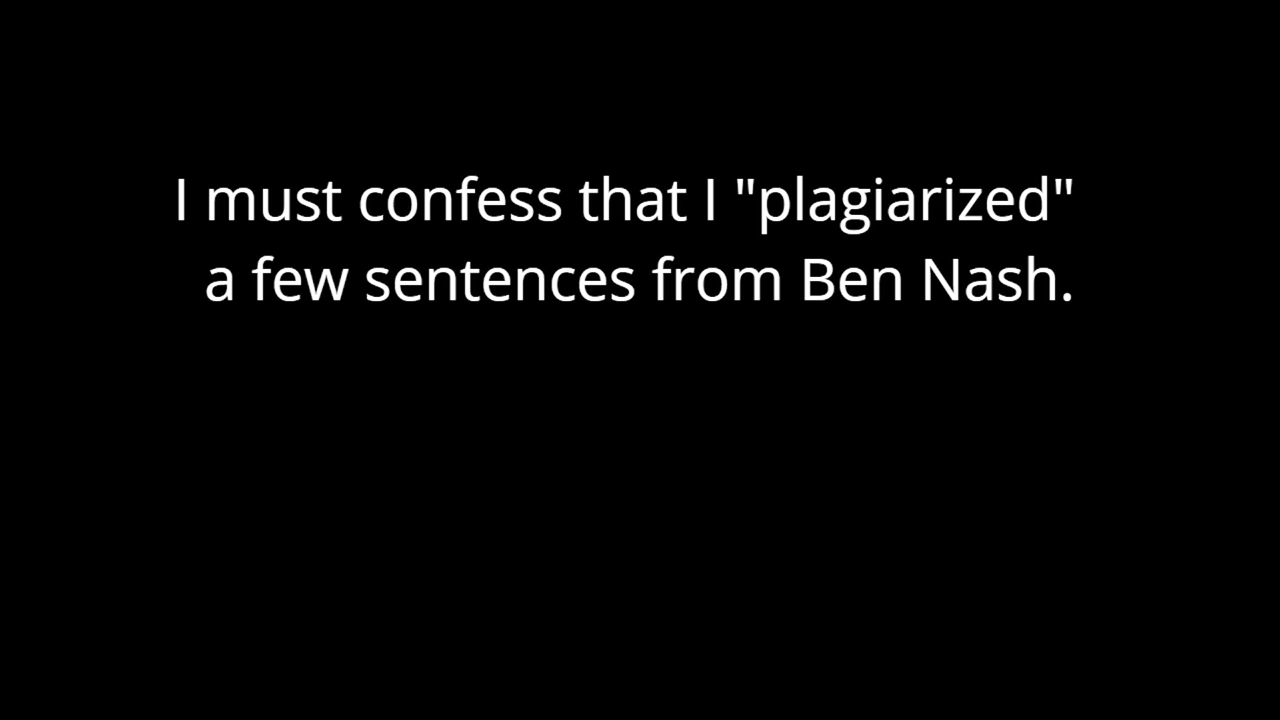 I must confess that I "plagiarized"
a few sentences from Ben Nash.